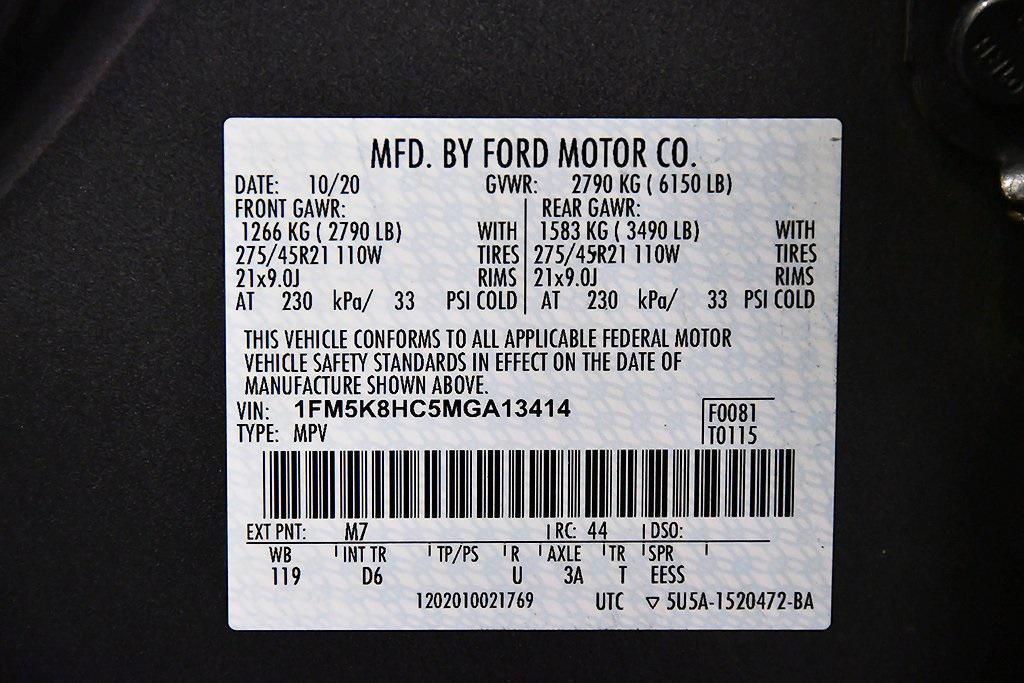 MFD. BY FORD MOTOR CO.
DATE: 10/20 GVWR: 2790 KG ( 6150 LB)
FRONT GAWR: REAR GAWR:
1266 KG ( 2790 LB) WITH 1583 KG ( 3490 LB) WITH
275/45R21 110W TIRES 275/45R21 110W TIRES
21x9.0J RIMS 21x9.0J RIMS
AT 230 kPa/ 33 PSI COLD AT 230 kPa/ 33 PSI COLD
THIS VEHICLE CONFORMS TO ALL APPLICABLE FEDERAL MOTOR
VEHICLE SAFETY STANDARDS IN EFFECT ON THE DATE OF
MANUFACTURE SHOWN ABOVE.
VIN: 1FM5K8HC5MGA13414 F0081
TYPE: MPV T0115
EXT PNT: M7 RC: 44 DSO:
WB INT TR TP/PS R AXLE TR SPR
119 D6 U 3A T EESS
1202010021769 UTC ▽ 5U5A-1520472-BA